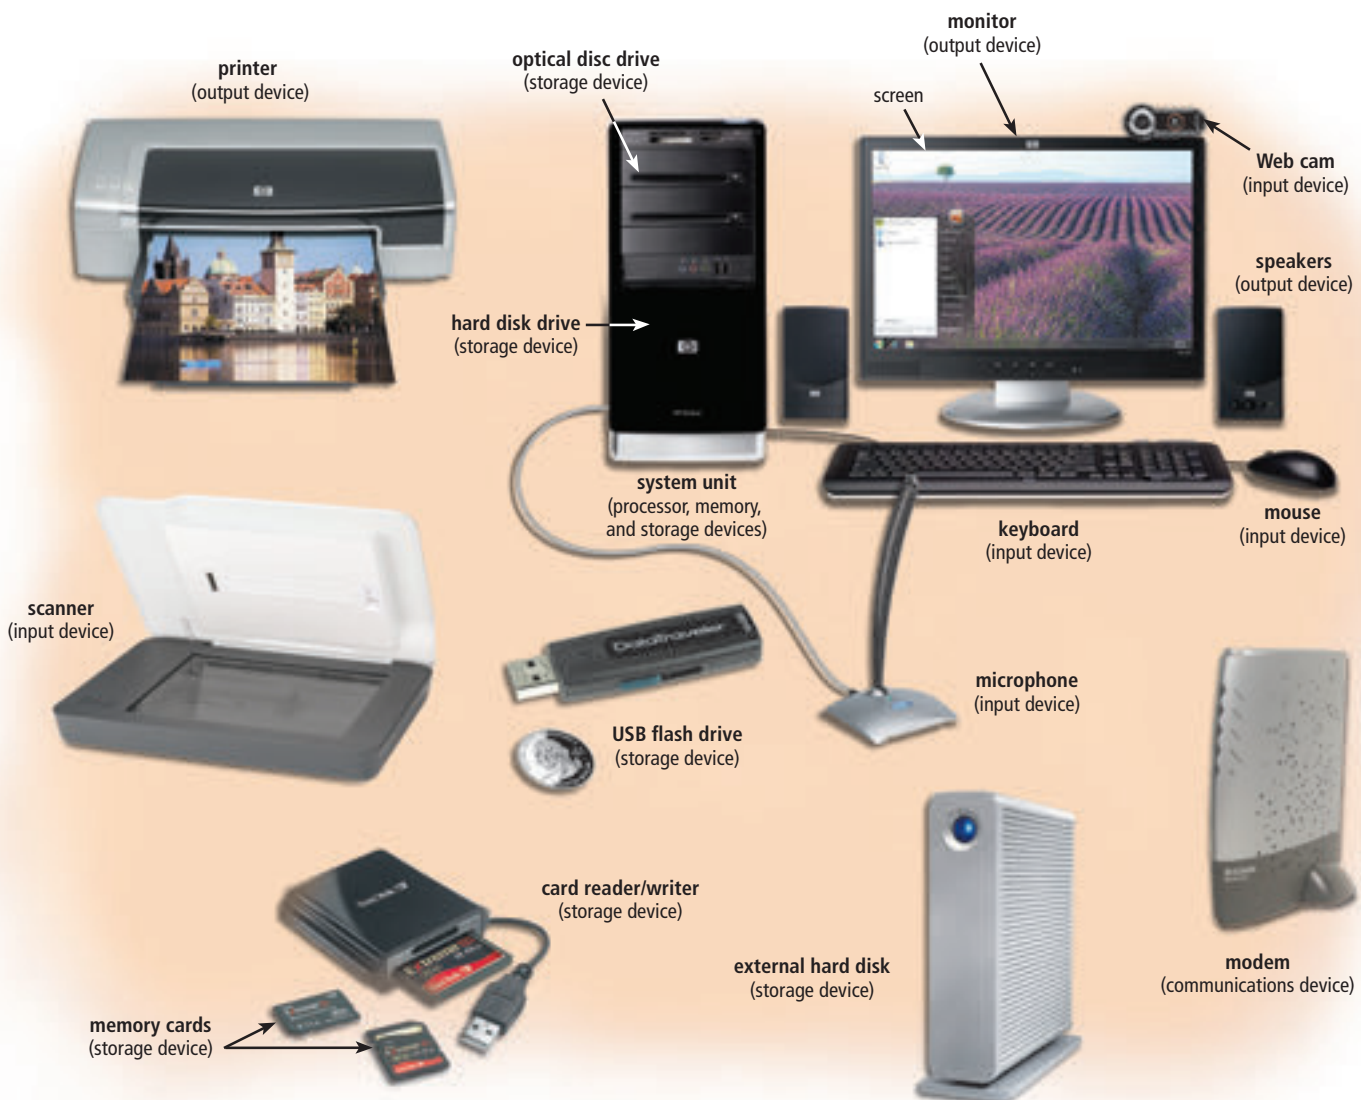 monitor
(output device)
optical disc drive
(storage device)
printer
(output device)
screen
Web cam
(input device)
speakers
(output device)
hard disk drive
(storage device)
system unit
(processor, memory,
and storage devices)
keyboard
(input device)
mouse
(input device)
scanner
(input device)
DataTraveler
microphone
(input device)
USB flash drive
(storage device)
card reader/writer
(storage device)
Extreme
external hard disk
(storage device)
modem
(communications device)
memory cards
(storage device)